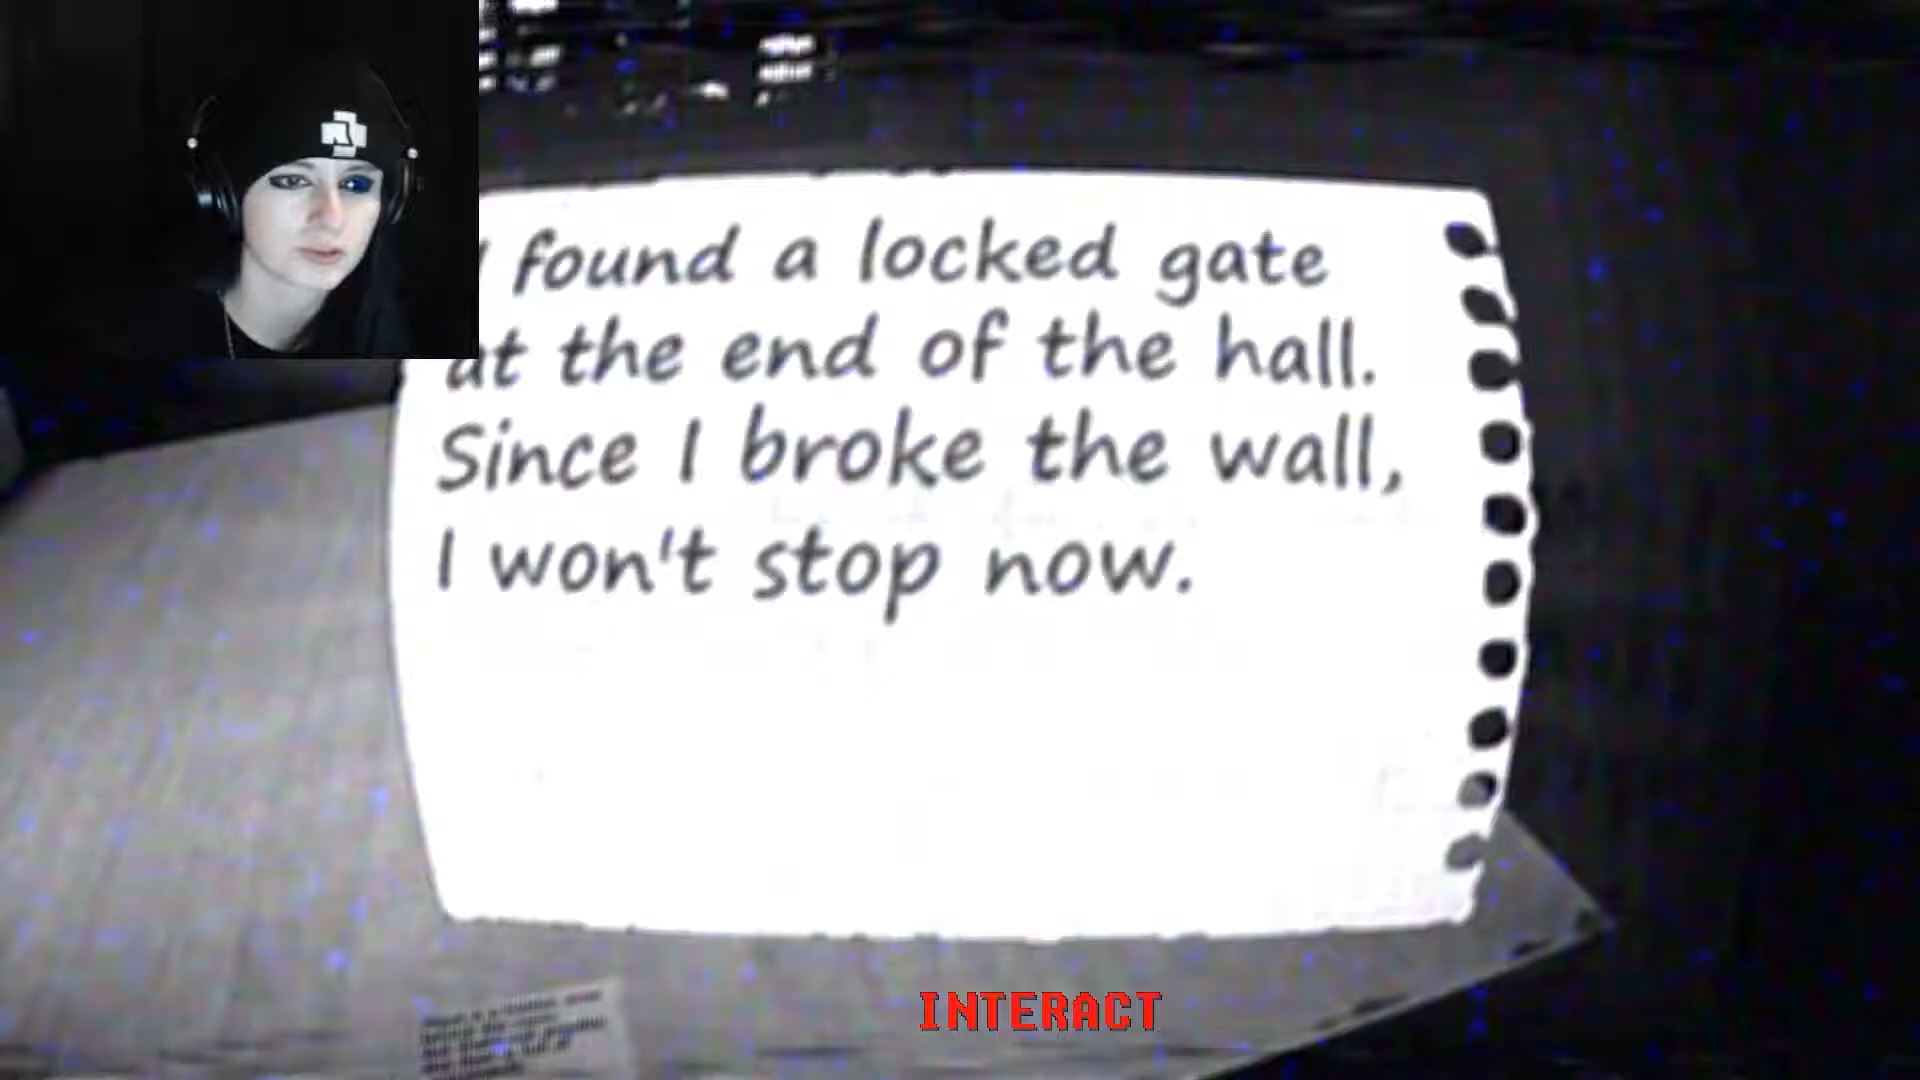 found a locked gate
at the end of the hall.
Since I broke the wall,
I won't stop now.
INTERACT